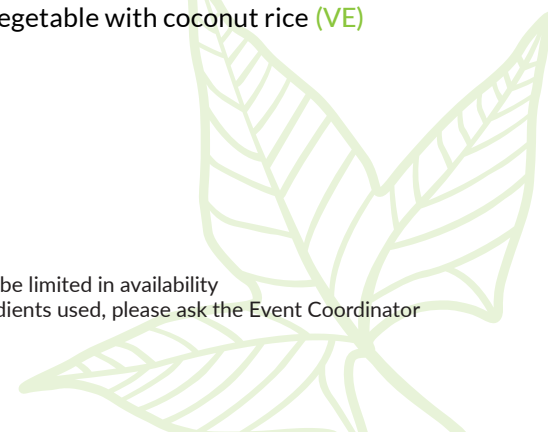 egetable with coconut rice (VE)
be limited in availability
dients used, please ask the Event Coordinator